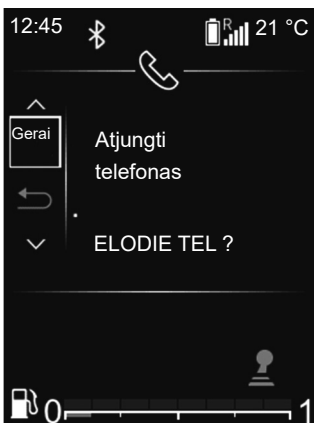 12:45
R
21 °C
Gerai
Atjungti
telefonas
ELODIE TEL ?
0
1